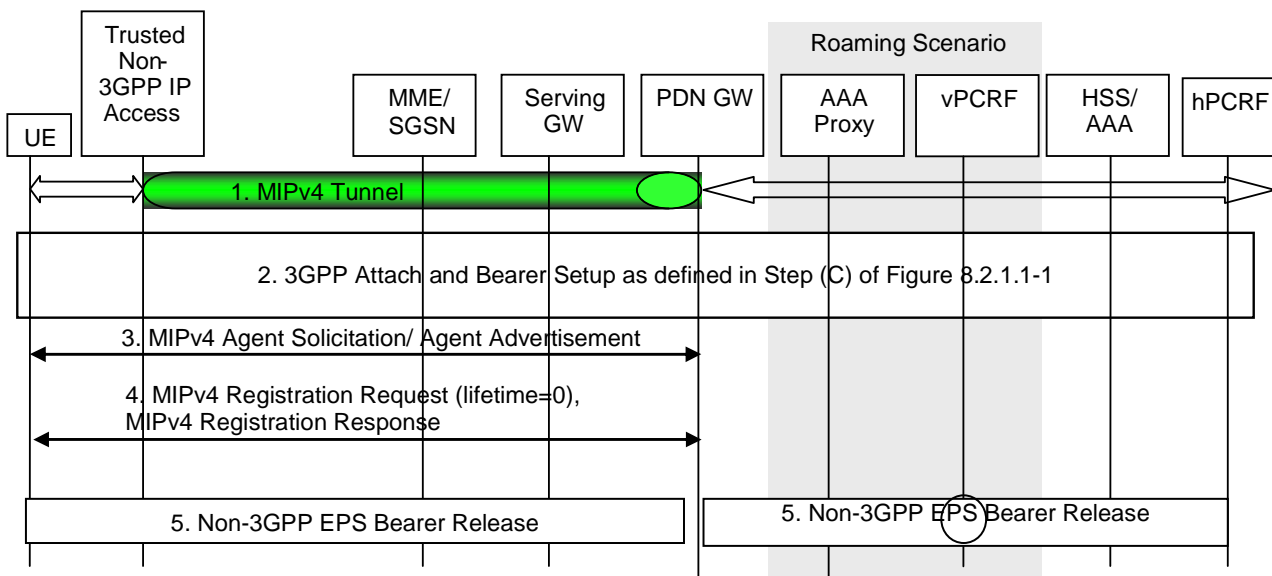 Roaming Scenario
UE
Trusted
Non-
3GPP IP
Access
MME/
SGSN
Serving
GW
PDN GW
AAA
Proxy
vPCRF
HSS/
AAA
hPCRF
1. MIPv4 Tunnel
2. 3GPP Attach and Bearer Setup as defined in Step (C) of Figure 8.2.1.1-1
3. MIPv4 Agent Solicitation/ Agent Advertisement
4. MIPv4 Registration Request (lifetime=0),
MIPv4 Registration Response
5. Non-3GPP EPS Bearer Release
5. Non-3GPP EPS Bearer Release